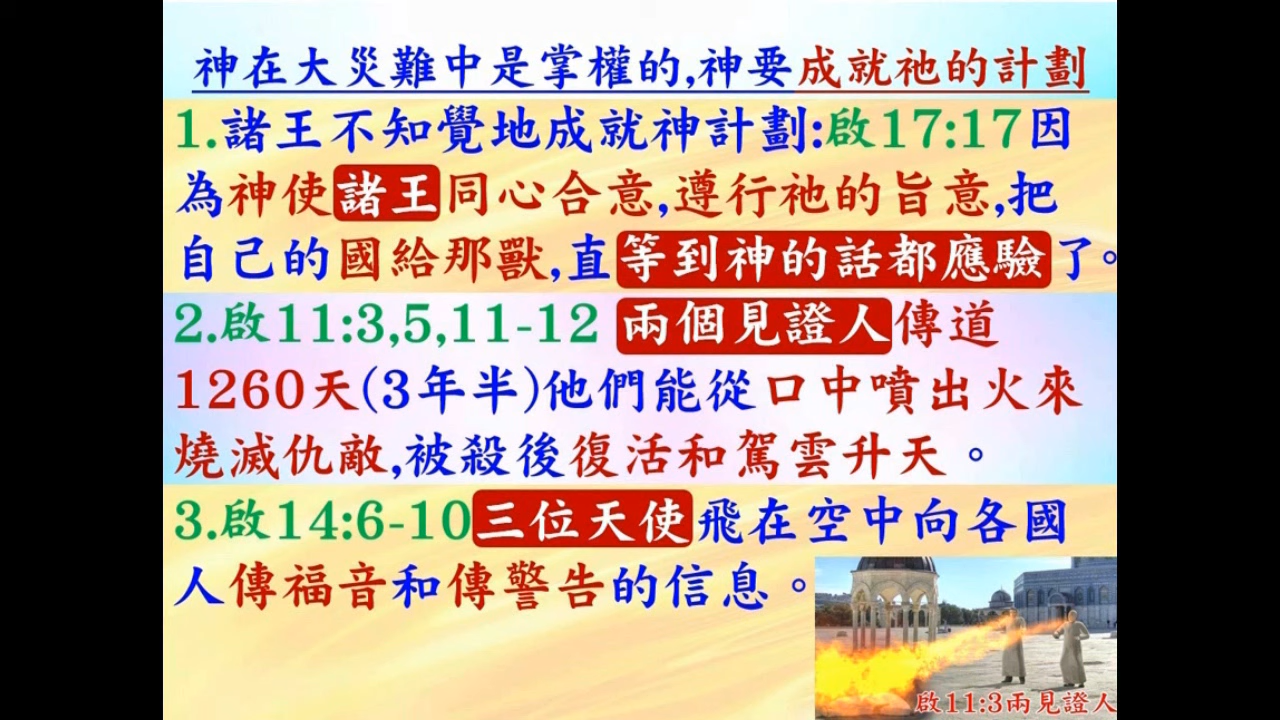 神在大災難中是掌權的,神要成就祂的計劃
1.諸王不知覺地成就神計劃:啟17:17因
為神使諸王同心合意,遵行祂的旨意,把
自己的國給那獸,直等到神的話都應驗了。
2.啟11:3,5,11-12 兩個見證人傳道
1260天(3年半)他們能從口中噴出火來
燒滅仇敵,被殺後復活和駕雲升天。
3.啟14:6-10三位天使飛在空中向各國
人傳福音和傳警告的信息。
啟11:3兩見證人